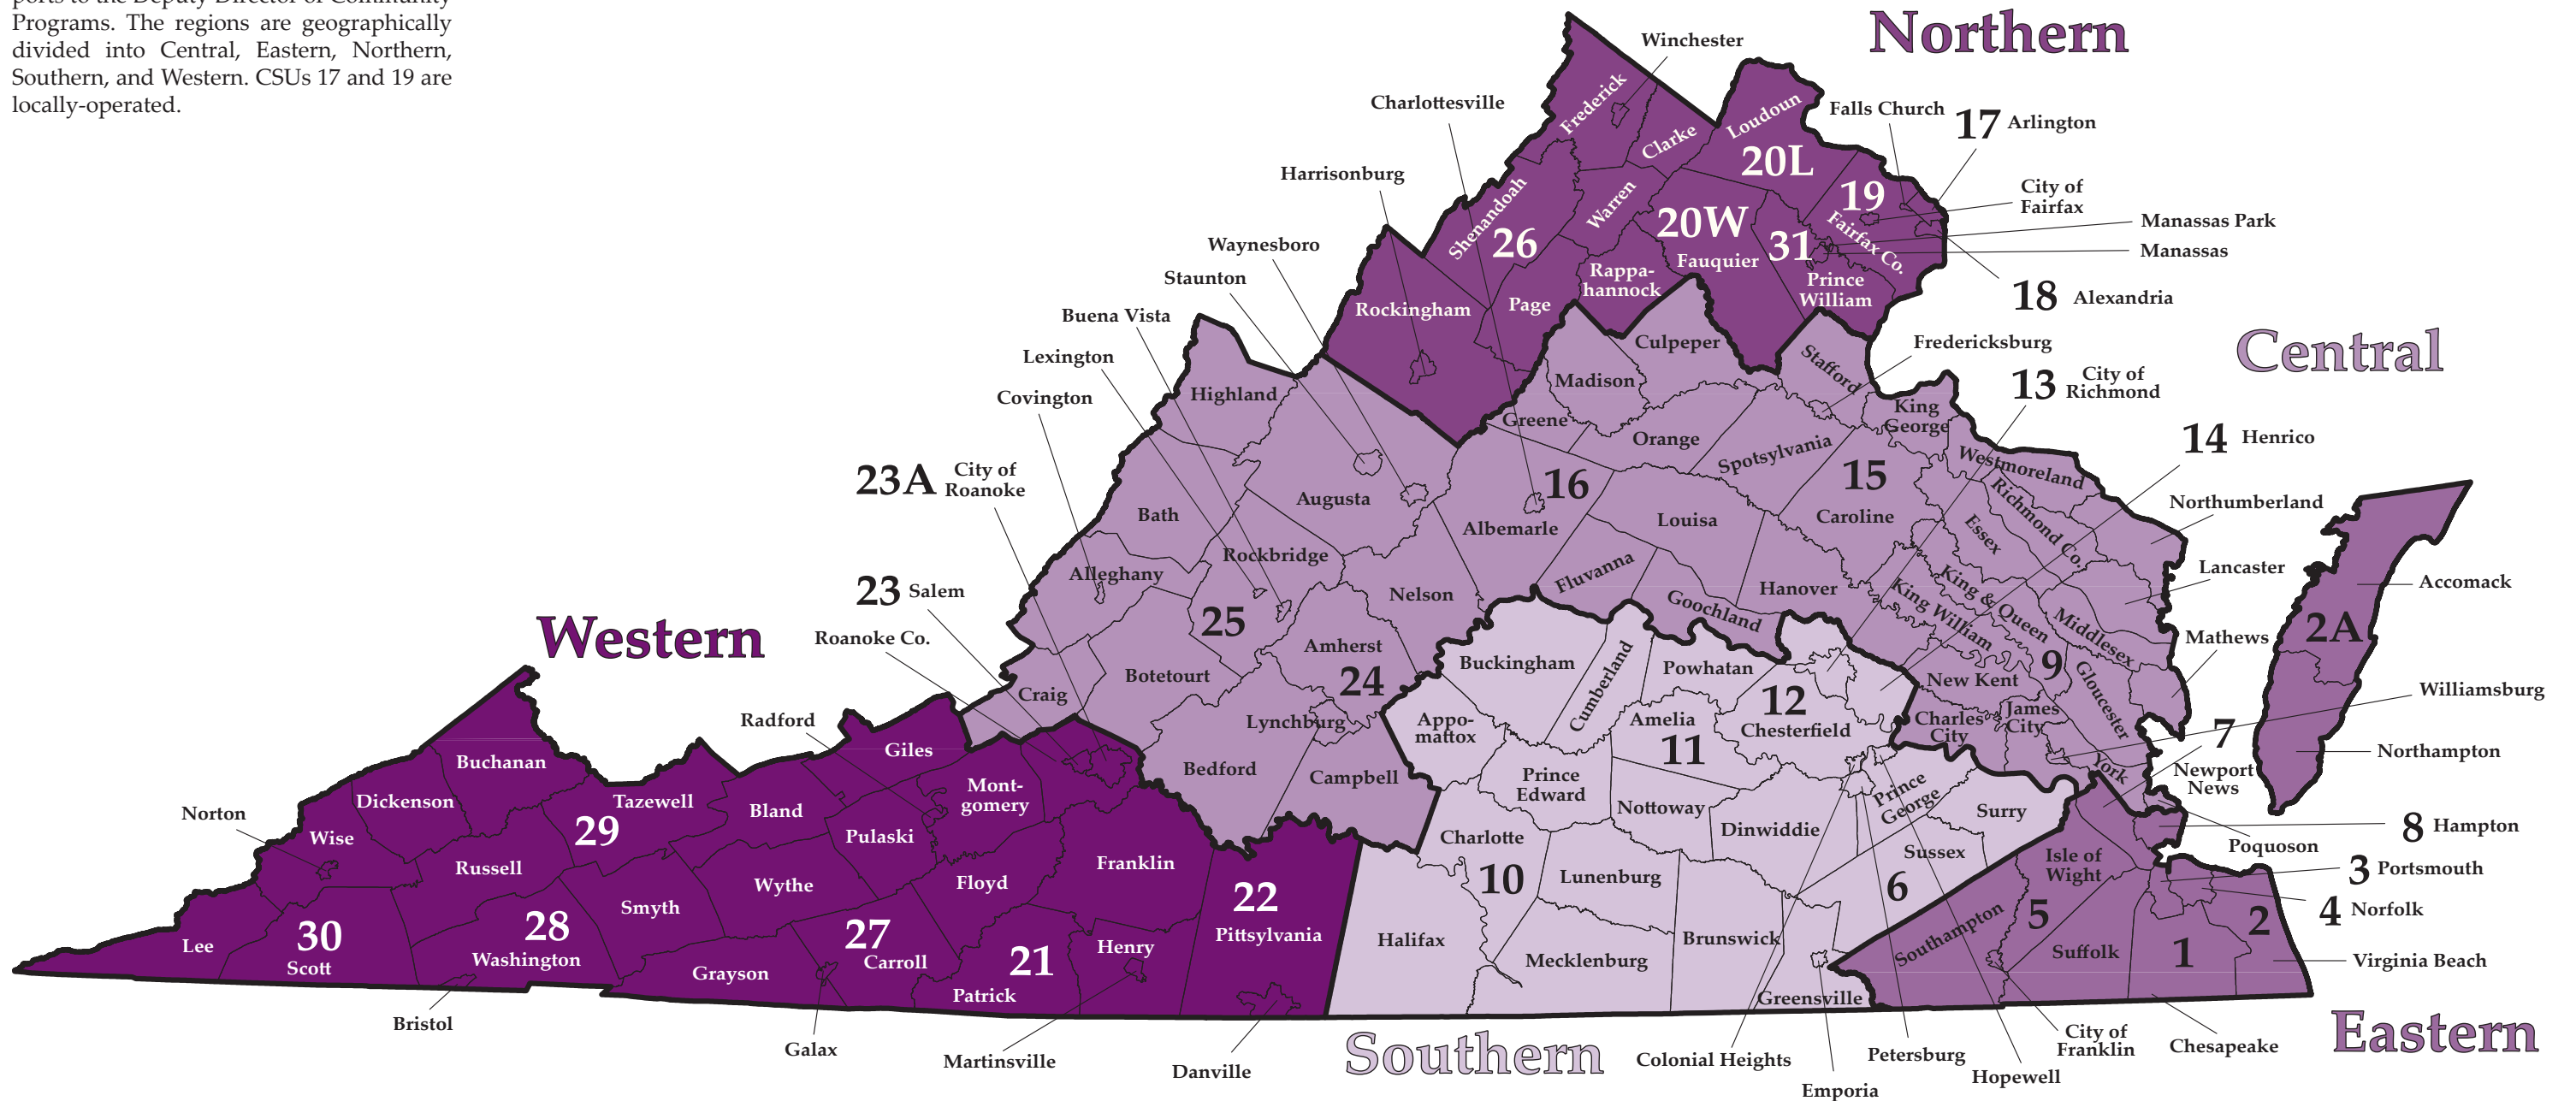 ports to the Deputy Director of Community
Programs. The regions are geographically
divided into Central, Eastern, Northern,
Southern, and Western. CSUs 17 and 19 are
locally-operated.
Northern
Winchester
Charlottesville
Frederick
Clarke
Loudoun
Falls Church
17 Arlington
20L
Harrisonburg
19
City of
Fairfax
Shenandoah
Warren
20W
Fairfax Co.
Manassas Park
26
31
Manassas
Waynesboro
Fauquier
Staunton
Rappa-
hannock
Prince
William
18 Alexandria
Rockingham
Page
Buena Vista
Culpeper
Fredericksburg
Central
Lexington
Stafford
Madison
13 City of
Richmond
Covington
Highland
Greene
King
George
Orange
14 Henrico
Spotsylvania
Westmoreland
23A City of
Roanoke
Augusta
16
15
Richmond Co.
Northumberland
Bath
Albemarle
Louisa
Caroline
Essex
Rockbridge
Fluvanna
Lancaster
Alleghany
Accomack
23 Salem
Nelson
Goochland
Hanover
King William
King & Queen
Western
25
Middlesex
2A
Roanoke Co.
Amherst
Mathews
Buckingham
Cumberland
Powhatan
9
24
Botetourt
Craig
New Kent
Gloucester
Williamsburg
12
Radford
Lynchburg
Appo-
mattox
Amelia
Chesterfield
Charles
City
James
City
7
Giles
11
Northampton
Buchanan
Bedford
Campbell
Prince
Edward
York
Newport
News
Dickenson
Tazewell
Bland
Mont-
gomery
Nottoway
Prince
George
Surry
Norton
29
Pulaski
Dinwiddie
8 Hampton
Wise
Charlotte
Poquoson
Russell
Franklin
Sussex
Isle of
Wight
3 Portsmouth
Wythe
Floyd
10
Lunenburg
6
22
4 Norfolk
Smyth
5
2
30
28
27
Pittsylvania
Halifax
Brunswick
Southampton
Lee
Scott
Washington
Grayson
Carroll
21
Henry
Mecklenburg
Suffolk
1
Virginia Beach
Patrick
Greensville
Bristol
Galax
Martinsville
Danville
Southern
Colonial Heights
Petersburg
Emporia
Hopewell
City of
Franklin
Chesapeake
Eastern